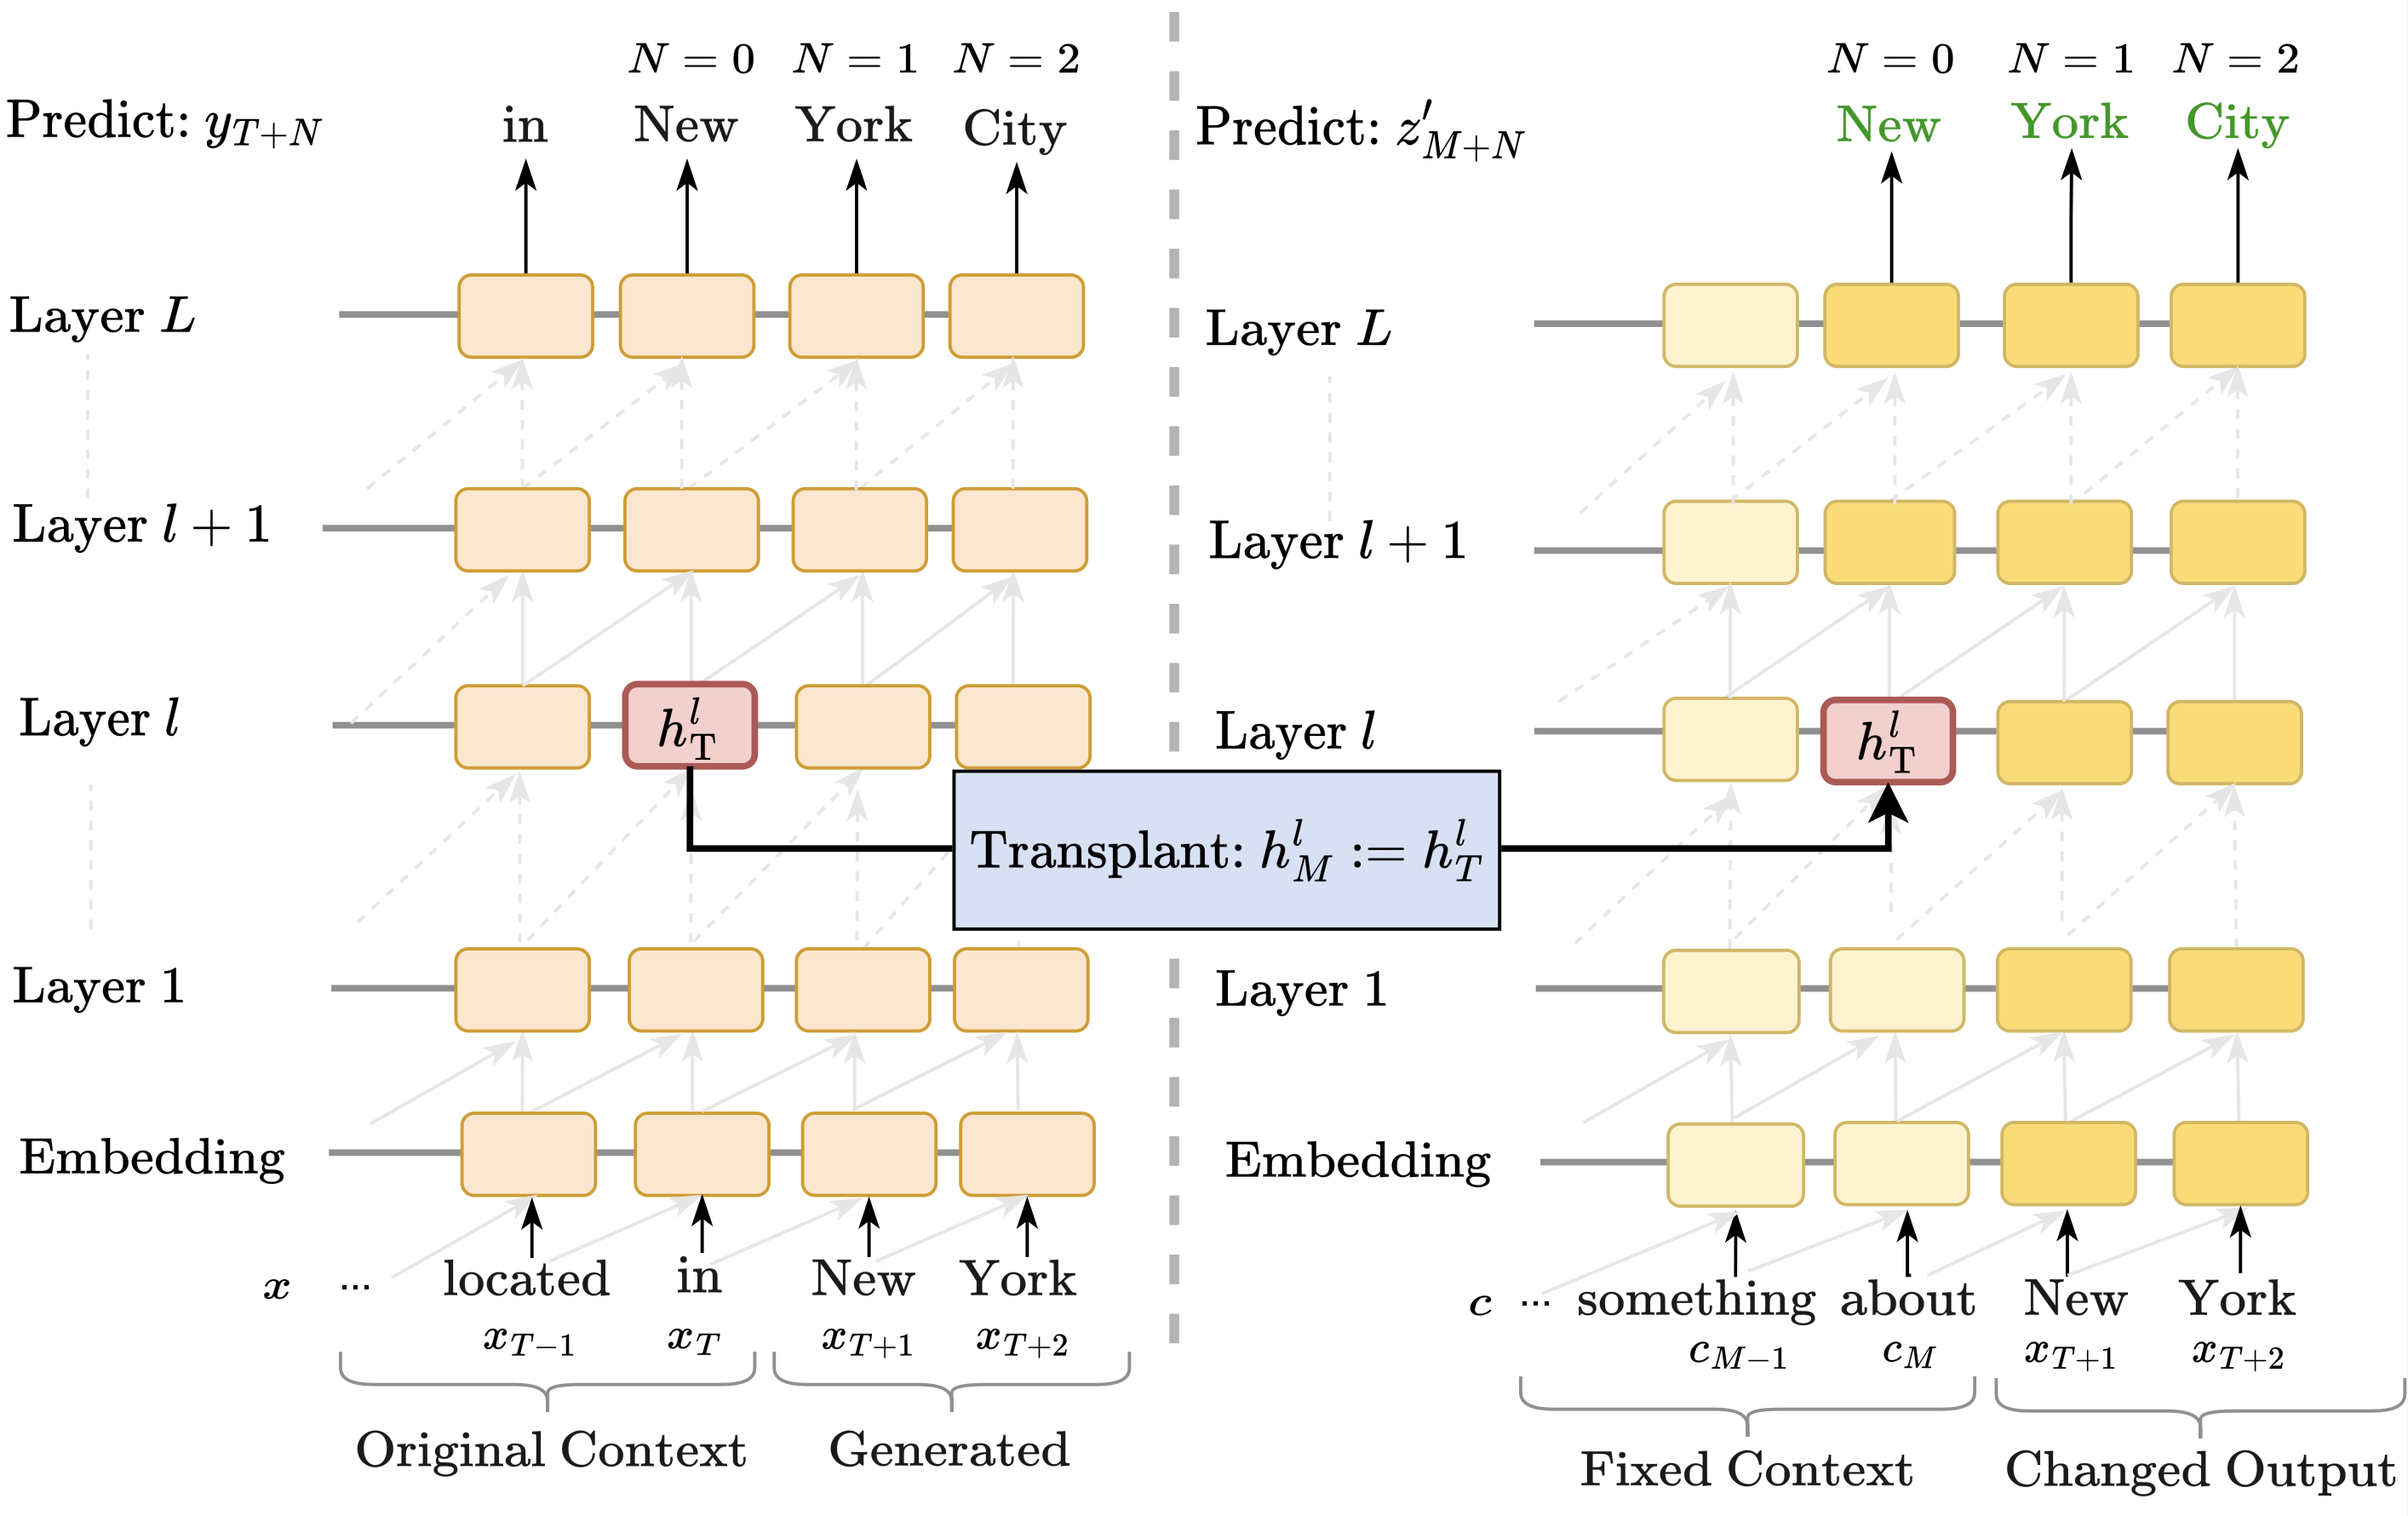 N = 0 N = 1 N = 2
Predict: y_{T+N} in New York City
Layer L
Layer l + 1
Layer l h_T^l
Layer 1
Embedding
x ... located in New York
x_{T-1} x_T x_{T+1} x_{T+2}
Original Context Generated
Transplant: h_M^l := h_T^l
N = 0 N = 1 N = 2
Predict: z'_{M+N} New York City
Layer L
Layer l + 1
Layer l h_T^l
Layer 1
Embedding
c ... something about New York
c_{M-1} c_M x_{T+1} x_{T+2}
Fixed Context Changed Output